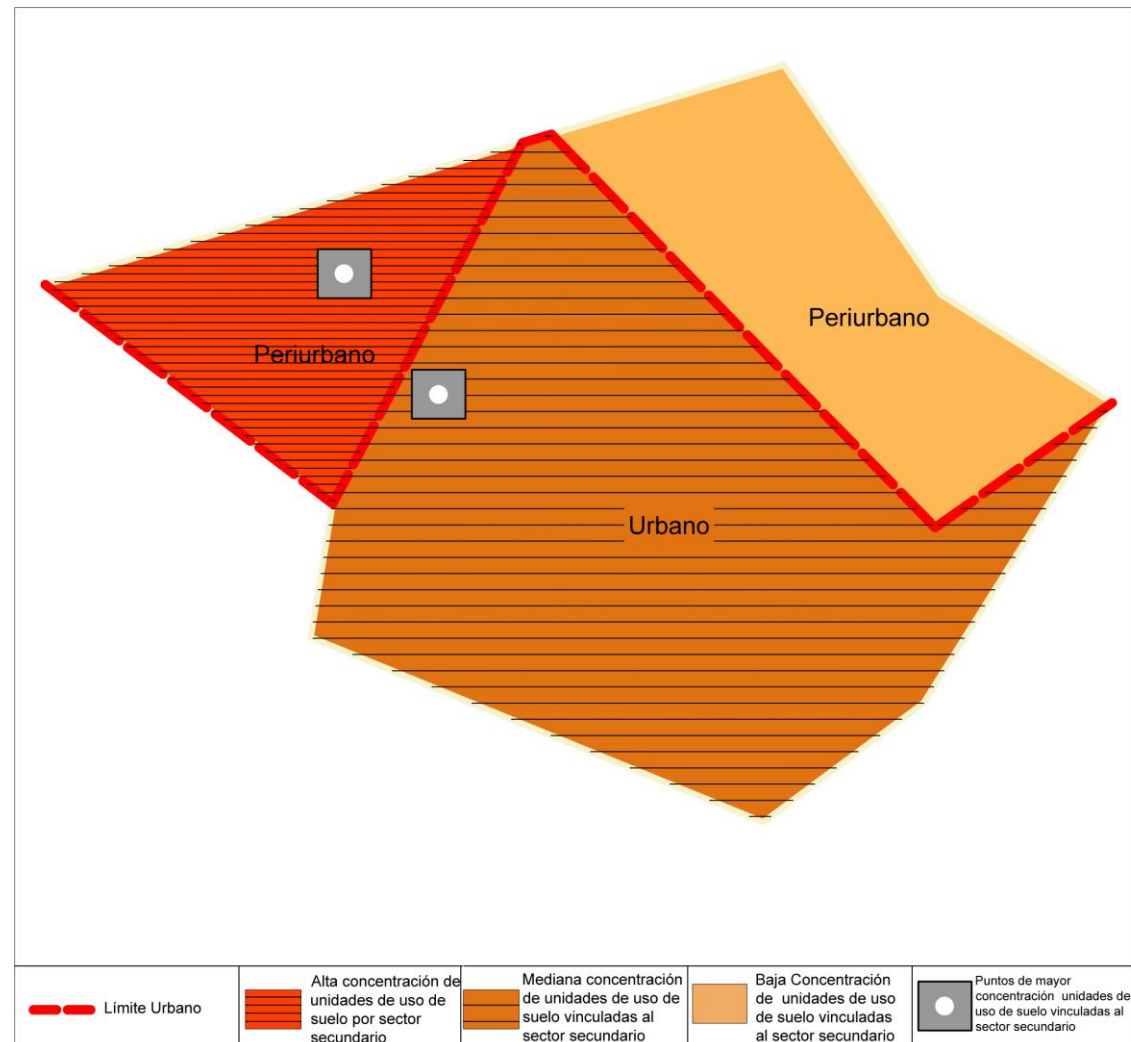 Periurbano
Periurbano
Urbano
Límite Urbano
Alta concentración de
unidades de uso de
suelo por sector
secundario
Mediana concentración
de unidades de uso de
suelo vinculadas al
sector secundario
Baja Concentración
de unidades de uso
de suelo vinculadas
al sector secundario
Puntos de mayor
concentración unidades de
uso de suelo vinculadas al
sector secundario